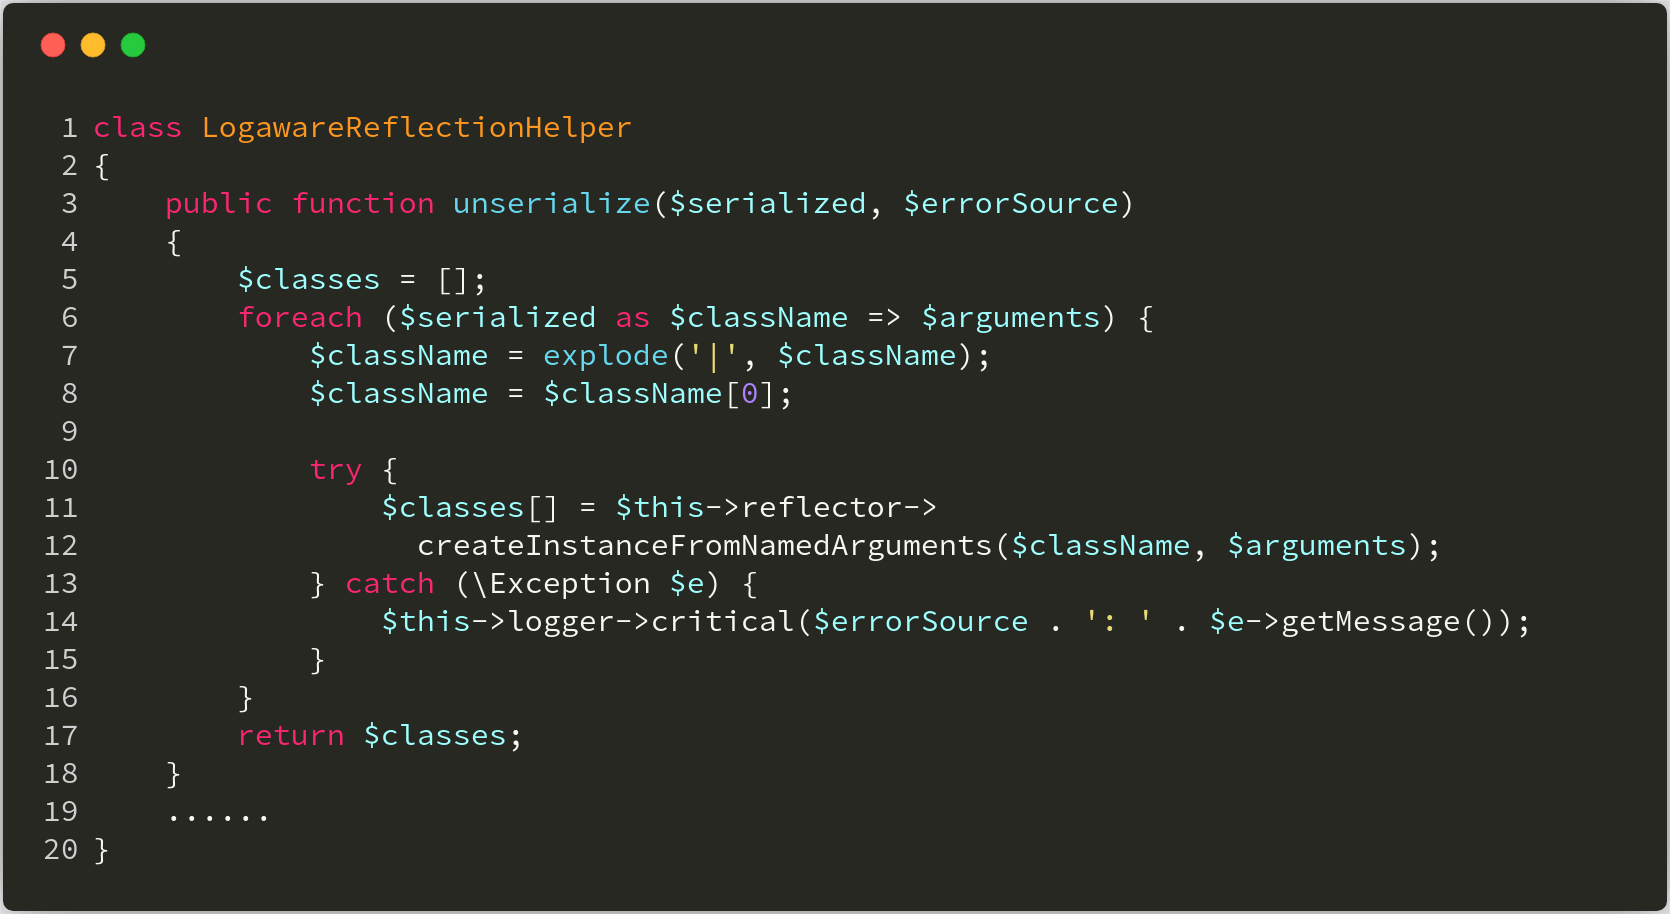 1 class LogawareReflectionHelper
2 {
3     public function unserialize($serialized, $errorSource)
4     {
5         $classes = [];
6         foreach ($serialized as $className => $arguments) {
7             $className = explode('|', $className);
8             $className = $className[0];
9
10             try {
11                 $classes[] = $this->reflector->
12                   createInstanceFromNamedArguments($className, $arguments);
13             } catch (\Exception $e) {
14                 $this->logger->critical($errorSource . ': ' . $e->getMessage());
15             }
16         }
17         return $classes;
18     }
19     ......
20 }